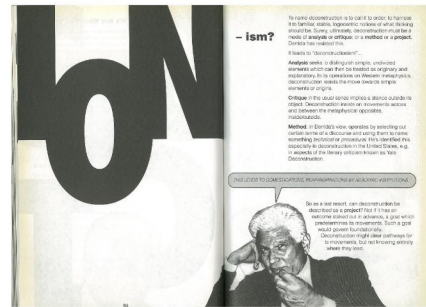 ION
– ism?
To name deconstruction is to call it to order, to harness
it to familiar, stable, logocentric notions of what thinking
should be. Surely, ultimately, deconstruction must be a
mode of analysis or critique; or a method or a project.
Derrida has resisted this.
It leads to "deconstructionism"...
Analysis seeks to distinguish simple, undivided
elements which can then be treated as originary and
explanatory. In its operations on Western metaphysics,
deconstruction resists the move towards simple
elements or origins.
Critique in the usual sense implies a stance outside its
object. Deconstruction insists on movements across
and between the metaphysical opposites,
inside/outside.
Method, in Derrida's view, operates by selecting out
certain terms of a discourse and using them to name
something technical or procedural. He's identified this
especially in deconstruction in the United States, e.g.
in aspects of the literary criticism known as Yale
Deconstruction.
THIS LEADS TO DOMESTICATIONS, REAPPROPRIATIONS BY ACADEMIC INSTITUTIONS.
So as a last resort, can deconstruction be
described as a project? Not if it has an
outcome staked out in advance, a goal which
predetermines its movements. Such a goal
would govern foundationally.
Deconstruction might clear pathways for
its movements, but not knowing entirely
where they lead.